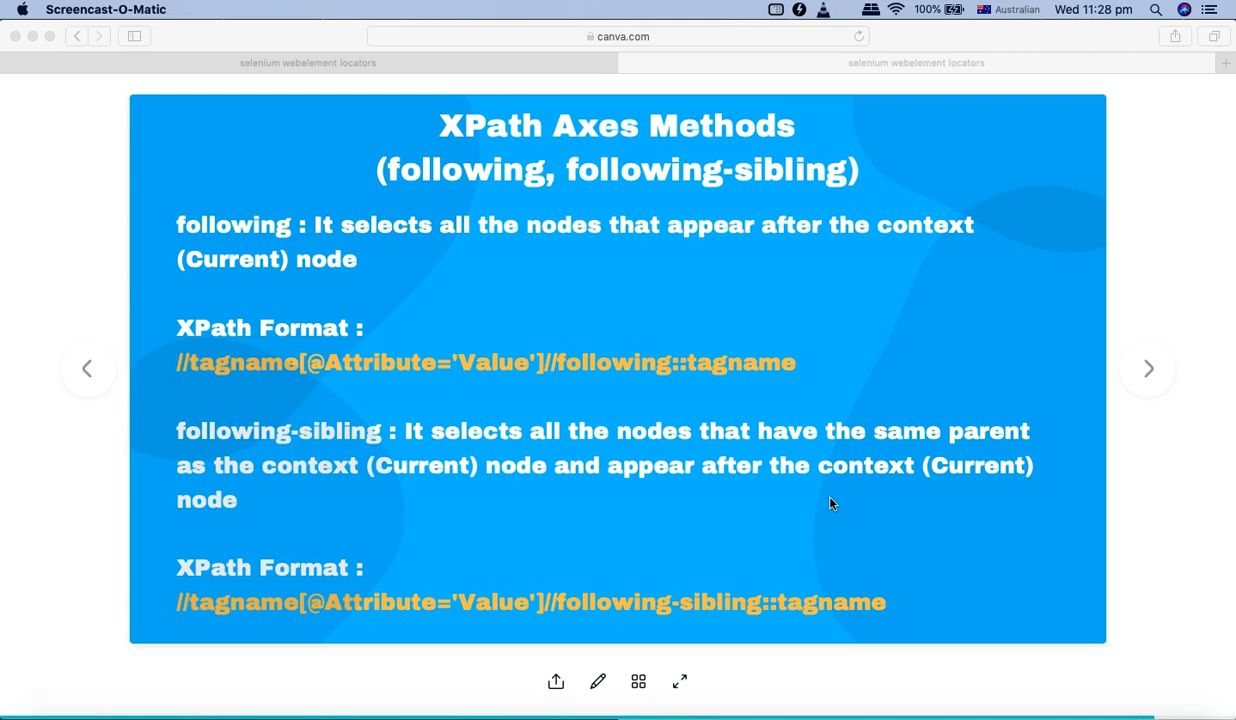 Screencast-O-Matic
100%
Australian
Wed 11:28 pm
canva.com
selenium webelement locators
selenium webelement locators
XPath Axes Methods
(following, following-sibling)
following : It selects all the nodes that appear after the context
(Current) node
XPath Format :
//tagname[@Attribute='Value']//following::tagname
following-sibling : It selects all the nodes that have the same parent
as the context (Current) node and appear after the context (Current)
node
XPath Format :
//tagname[@Attribute='Value']//following-sibling::tagname